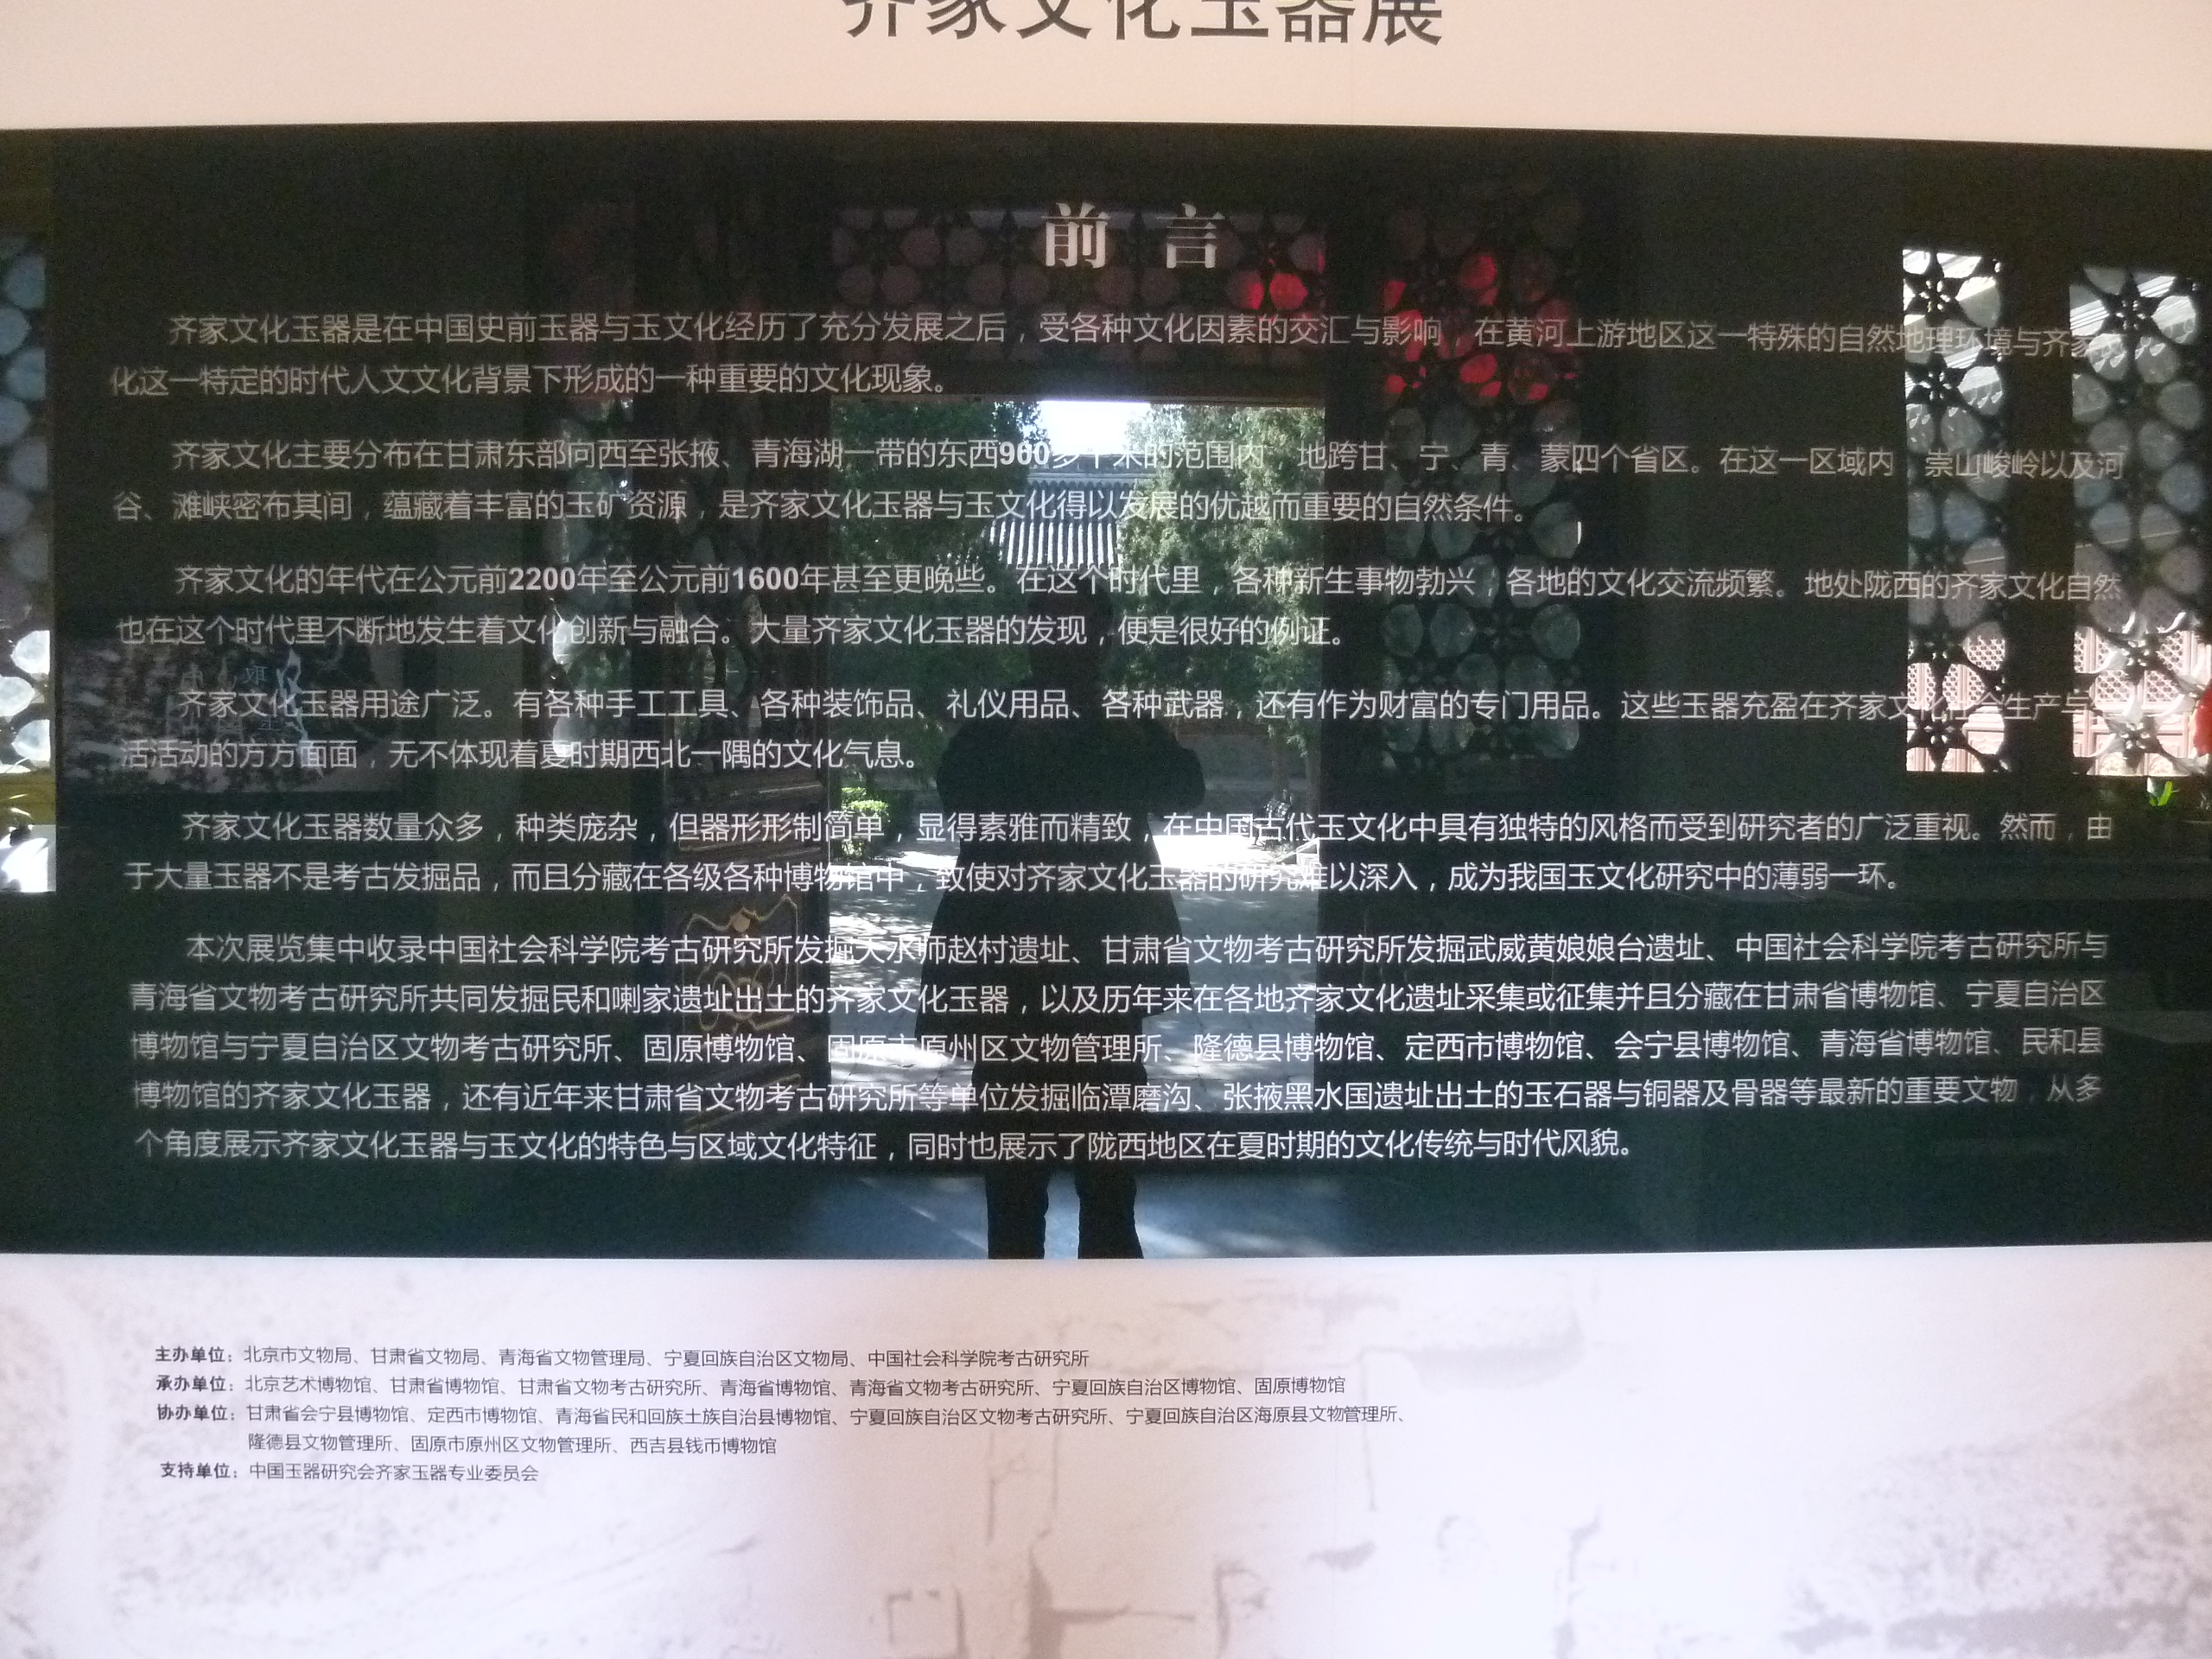 齐家文化玉器展
前 言
齐家文化玉器是在中国史前玉器与玉文化经历了充分发展之后，受各种文化因素的交汇与影响，在黄河上游地区这一特殊的自然地理环境与齐家
化这一特定的时代人文文化背景下形成的一种重要的文化现象。
齐家文化主要分布在甘肃东部向西至张掖、青海湖一带的东西900多千米的范围内，地跨甘、宁、青、蒙四个省区。在这一区域内，崇山峻岭以及河
谷、滩峡密布其间，蕴藏着丰富的玉矿资源，是齐家文化玉器与玉文化得以发展的优越而重要的自然条件。
齐家文化的年代在公元前2200年至公元前1600年甚至更晚些。在这个时代里，各种新生事物勃兴，各地的文化交流频繁。地处陇西的齐家文化自然
也在这个时代里不断地发生着文化创新与融合。大量齐家文化玉器的发现，便是很好的例证。
齐家文化玉器用途广泛。有各种手工工具、各种装饰品、礼仪用品、各种武器，还有作为财富的专门用品。这些玉器充盈在齐家文化 生产与
活活动的方方面面，无不体现着夏时期西北一隅的文化气息。
齐家文化玉器数量众多，种类庞杂，但器形形制简单，显得素雅而精致，在中国古代玉文化中具有独特的风格而受到研究者的广泛重视。然而，由
于大量玉器不是考古发掘品，而且分藏在各级各种博物馆中，致使对齐家文化玉器的研究难以深入，成为我国玉文化研究中的薄弱一环。
本次展览集中收录中国社会科学院考古研究所发掘天水师赵村遗址、甘肃省文物考古研究所发掘武威黄娘娘台遗址、中国社会科学院考古研究所与
青海省文物考古研究所共同发掘民和喇家遗址出土的齐家文化玉器，以及历年来在各地齐家文化遗址采集或征集并且分藏在甘肃省博物馆、宁夏自治区
博物馆与宁夏自治区文物考古研究所、固原博物馆、固原市原州区文物管理所、隆德县博物馆、定西市博物馆、会宁县博物馆、青海省博物馆、民和县
博物馆的齐家文化玉器，还有近年来甘肃省文物考古研究所等单位发掘临潭磨沟、张掖黑水国遗址出土的玉石器与铜器及骨器等最新的重要文物，从多
个角度展示齐家文化玉器与玉文化的特色与区域文化特征，同时也展示了陇西地区在夏时期的文化传统与时代风貌。
主办单位：北京市文物局、甘肃省文物局、青海省文物管理局、宁夏回族自治区文物局、中国社会科学院考古研究所
承办单位：北京艺术博物馆、甘肃省博物馆、甘肃省文物考古研究所、青海省博物馆、青海省文物考古研究所、宁夏回族自治区博物馆、固原博物馆
协办单位：甘肃省会宁县博物馆、定西市博物馆、青海省民和回族土族自治县博物馆、宁夏回族自治区文物考古研究所、宁夏回族自治区海原县文物管理所、
隆德县文物管理所、固原市原州区文物管理所、西吉县钱币博物馆
支持单位：中国玉器研究会齐家玉器专业委员会